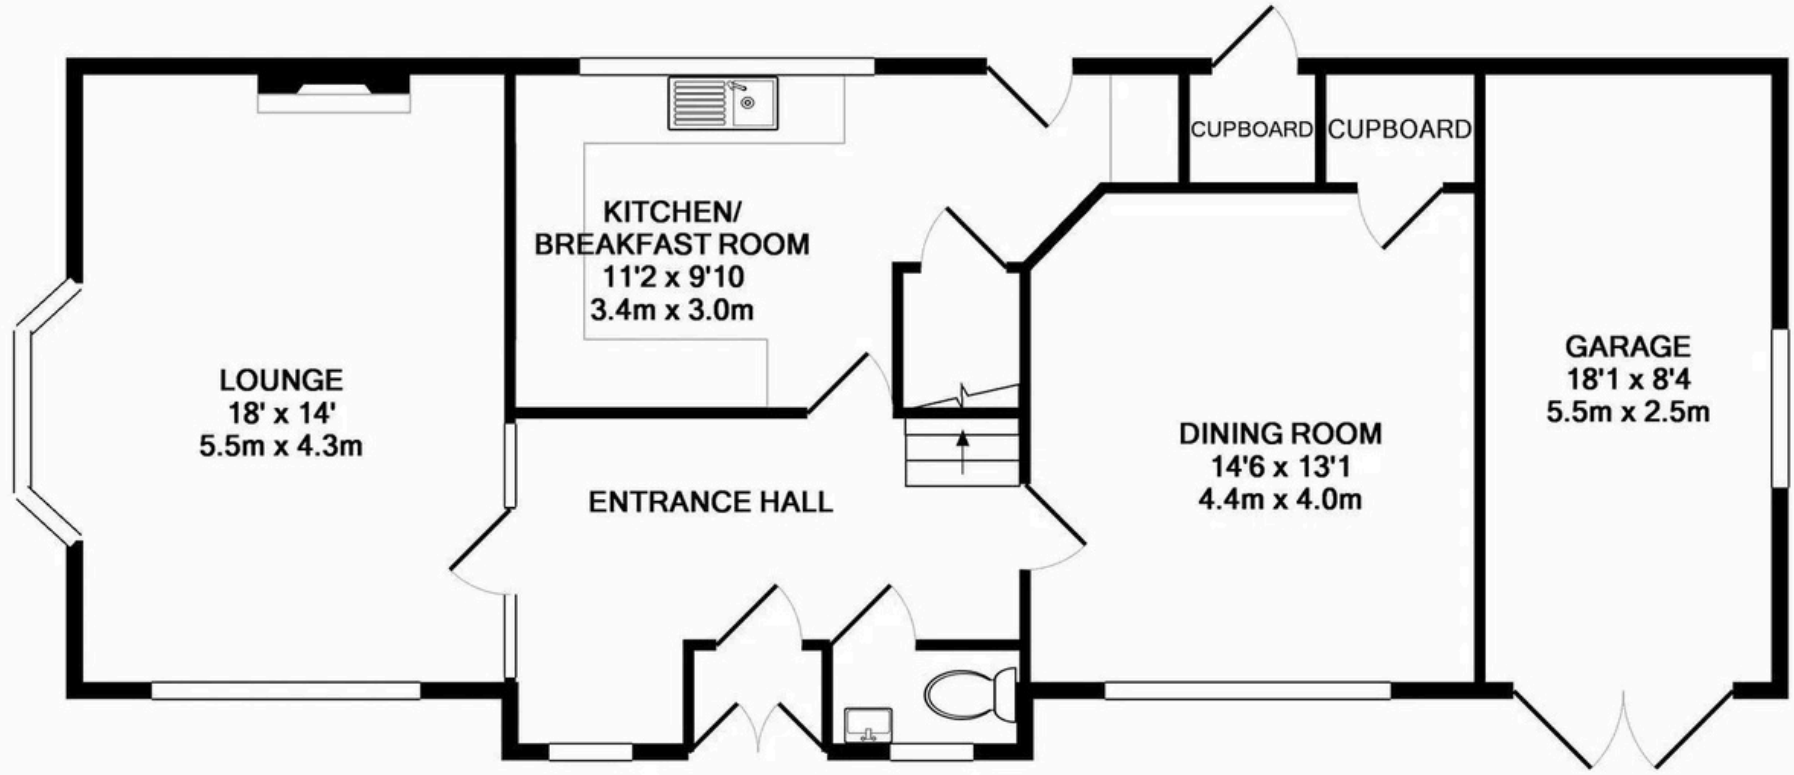 LOUNGE
18' x 14'
5.5m x 4.3m
KITCHEN/
BREAKFAST ROOM
11'2 x 9'10
3.4m x 3.0m
ENTRANCE HALL
CUPBOARD
CUPBOARD
DINING ROOM
14'6 x 13'1
4.4m x 4.0m
GARAGE
18'1 x 8'4
5.5m x 2.5m